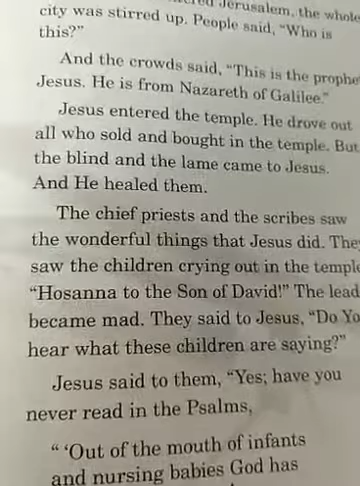 Jerusalem, the whole
city was stirred up. People said, “Who is
this?”
And the crowds said, “This is the prophe
Jesus. He is from Nazareth of Galilee.”
Jesus entered the temple. He drove out
all who sold and bought in the temple. But
the blind and the lame came to Jesus.
And He healed them.
The chief priests and the scribes saw
the wonderful things that Jesus did. They
saw the children crying out in the temple
“Hosanna to the Son of David!” The lead
became mad. They said to Jesus, “Do Yo
hear what these children are saying?”
Jesus said to them, “Yes; have you
never read in the Psalms,
“ ‘Out of the mouth of infants
and nursing babies God has